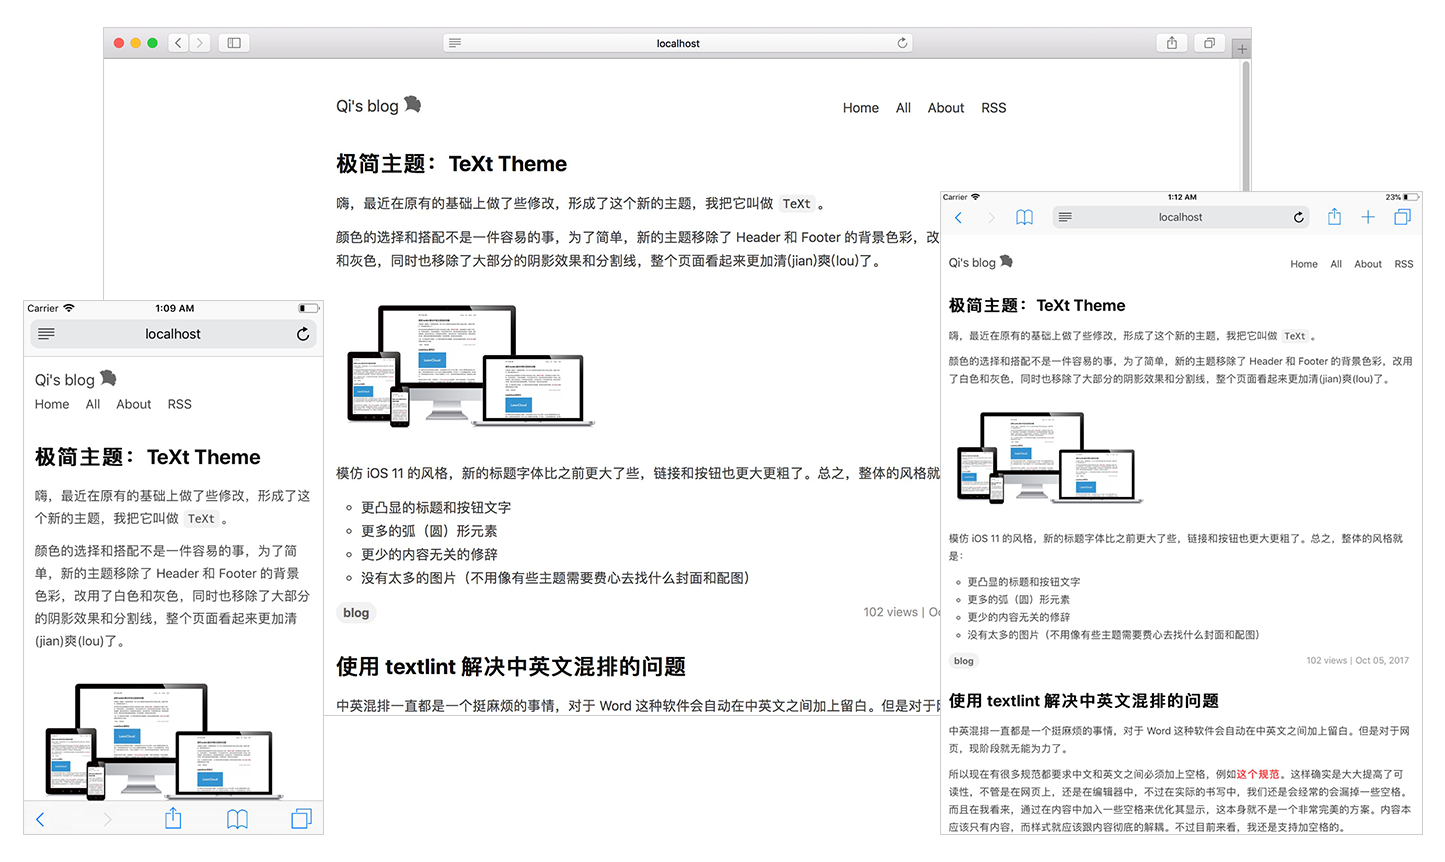 localhost
Qi's blog
Home All About RSS
极简主题：TeXt Theme
嗨，最近在原有的基础上做了些修改，形成了这个新的主题，我把它叫做 TeXt 。
颜色的选择和搭配不是一件容易的事，为了简单，新的主题移除了 Header 和 Footer 的背景色彩，改
和灰色，同时也移除了大部分的阴影效果和分割线，整个页面看起来更加清(jian)爽(lou)了。
模仿 iOS 11 的风格，新的标题字体比之前更大了些，链接和按钮也更大更粗了。总之，整体的风格就
更凸显的标题和按钮文字
更多的弧（圆）形元素
更少的内容无关的修辞
没有太多的图片（不用像有些主题需要费心去找什么封面和配图）
blog 102 views | Oc
使用 textlint 解决中英文混排的问题
中英混排一直都是一个挺麻烦的事情，对于 Word 这种软件会自动在中英文之间加上留白。但是对于
Carrier 1:09 AM
localhost
Qi's blog
Home All About RSS
极简主题：TeXt Theme
嗨，最近在原有的基础上做了些修改，形成了这
个新的主题，我把它叫做 TeXt 。
颜色的选择和搭配不是一件容易的事，为了简
单，新的主题移除了 Header 和 Footer 的背景
色彩，改用了白色和灰色，同时也移除了大部分
的阴影效果和分割线，整个页面看起来更加清
(jian)爽(lou)了。
Carrier 1:12 AM 23%
localhost
Qi's blog
Home All About RSS
极简主题：TeXt Theme
嗨，最近在原有的基础上做了些修改，形成了这个新的主题，我把它叫做 TeXt 。
颜色的选择和搭配不是一件容易的事，为了简单，新的主题移除了 Header 和 Footer 的背景色彩，改用
了白色和灰色，同时也移除了大部分的阴影效果和分割线，整个页面看起来更加清(jian)爽(lou)了。
模仿 iOS 11 的风格，新的标题字体比之前更大了些，链接和按钮也更大更粗了。总之，整体的风格就
是：
更凸显的标题和按钮文字
更多的弧（圆）形元素
更少的内容无关的修辞
没有太多的图片（不用像有些主题需要费心去找什么封面和配图）
blog 102 views | Oct 05, 2017
使用 textlint 解决中英文混排的问题
中英混排一直都是一个挺麻烦的事情，对于 Word 这种软件会自动在中英文之间加上留白。但是对于网
页，现阶段就无能为力了。
所以现在有很多规范都要求中文和英文之间必须加上空格，例如这个规范。这样确实是大大提高了可
读性，不管是在网页上，还是在编辑器中，不过在实际的书写中，我们还是会经常的会漏掉一些空格。
而且在我看来，通过在内容中加入一些空格来优化其显示，这本身就不是一个非常完美的方案。内容本
应该只有内容，而样式就应该跟内容彻底的解耦。不过目前来看，我还是支持加空格的。